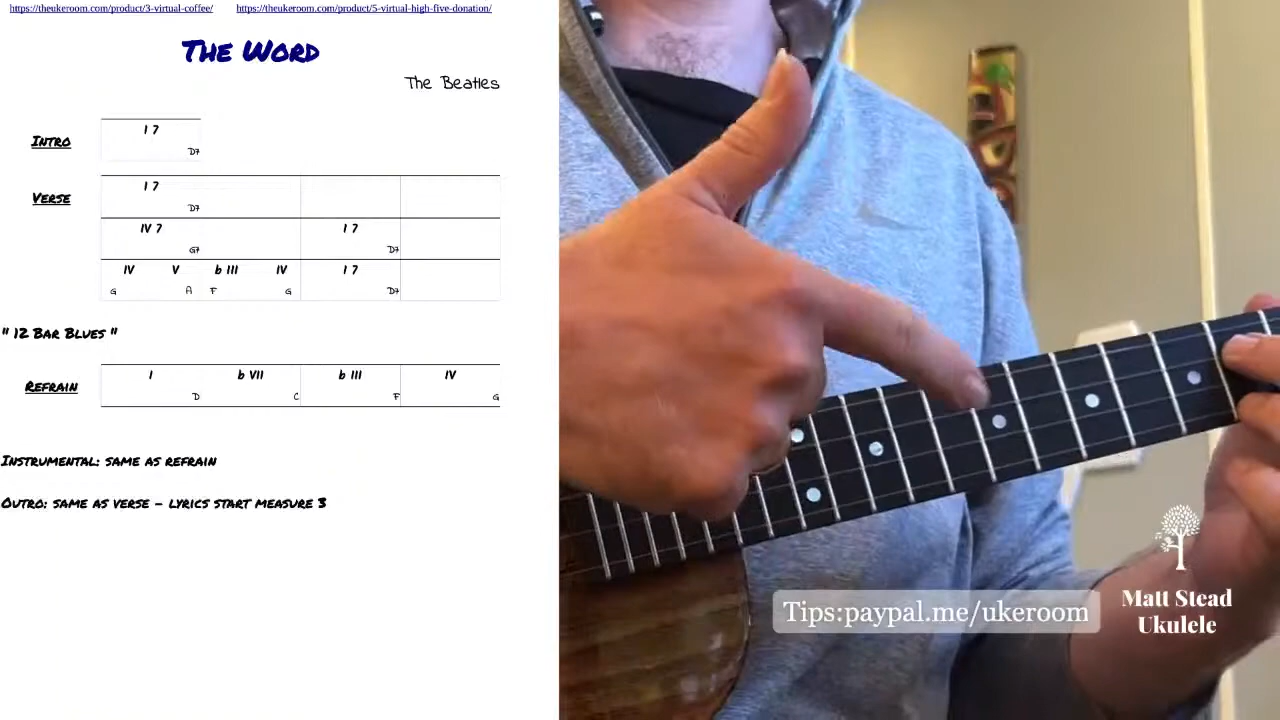 https://theukeroom.com/product/3-virtual-coffee/ https://theukeroom.com/product/5-virtual-high-five-donation/
The Word
The Beatles
Intro
I 7
D7
Verse
I 7
D7
IV 7 I 7
G7 D7
IV V b III IV I 7
G A F G D7
" 12 Bar Blues "
Refrain
I b VII b III IV
D C F G
Instrumental: same as refrain
Outro: same as verse – lyrics start measure 3
Tips:paypal.me/ukeroom
Matt Stead
Ukulele